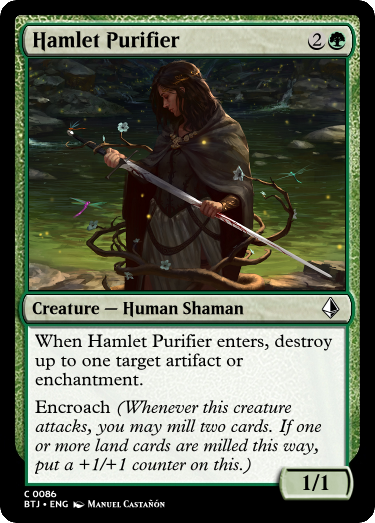 Hamlet Purifier 2
Creature — Human Shaman
When Hamlet Purifier enters, destroy
up to one target artifact or
enchantment.
Encroach (Whenever this creature
attacks, you may mill two cards. If one
or more land cards are milled this way,
put a +1/+1 counter on this.)
1/1
C 0086
BTJ • ENG Manuel Castañón